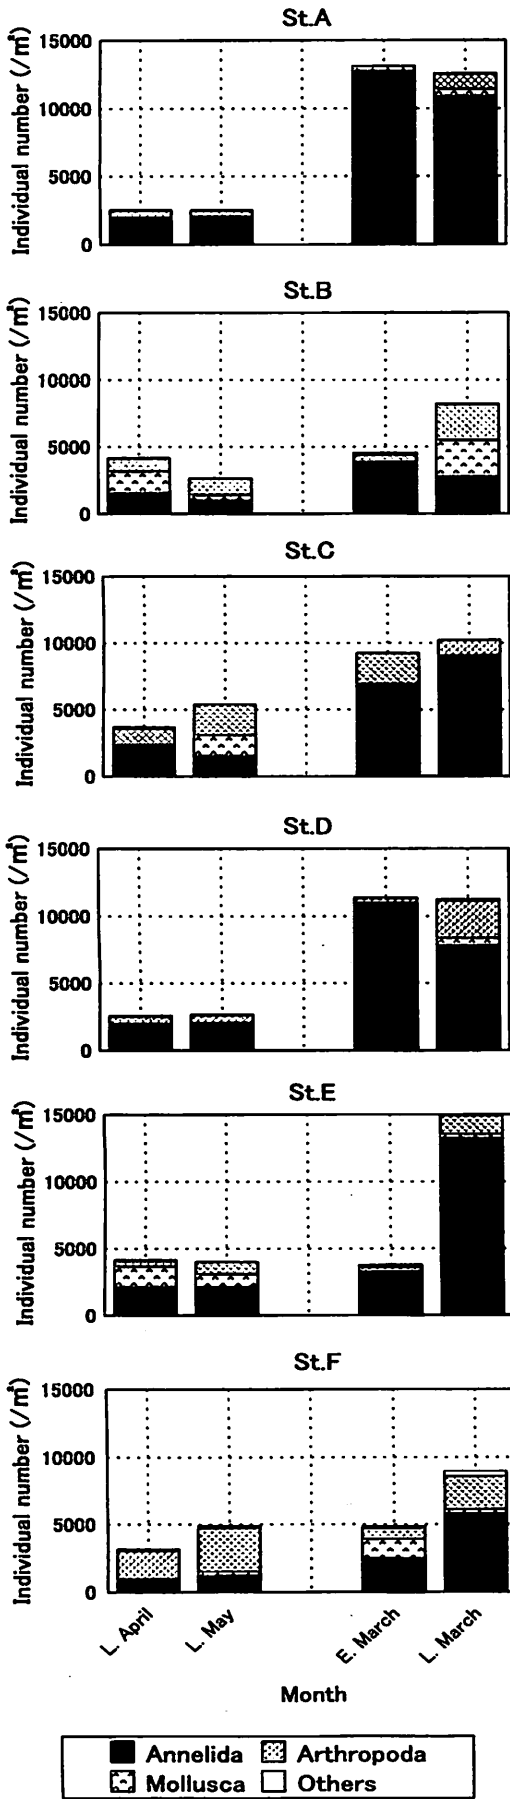 St.A
Individual number (/㎡)
15000
10000
5000
0
St.B
Individual number (/㎡)
15000
10000
5000
0
St.C
Individual number (/㎡)
15000
10000
5000
0
St.D
Individual number (/㎡)
15000
10000
5000
0
St.E
Individual number (/㎡)
15000
10000
5000
0
St.F
Individual number (/㎡)
15000
10000
5000
0
L. April L. May E. March L. March
Month
Annelida Arthropoda
Mollusca Others